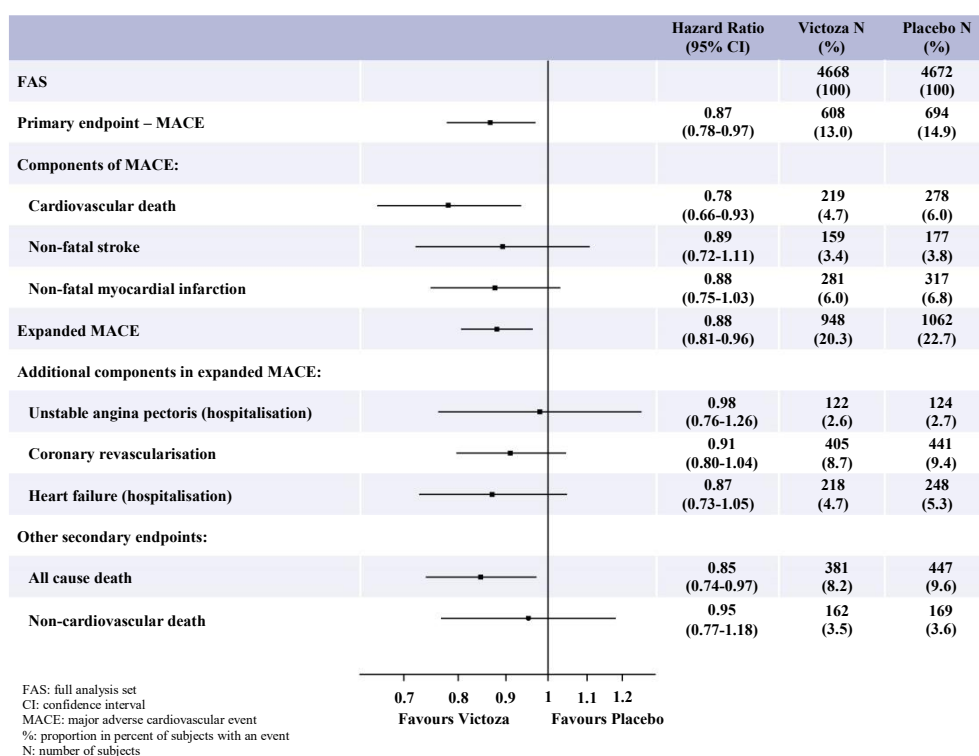 Hazard Ratio Victoza N Placebo N
(95% CI) (%) (%)
FAS 4668 4672
(100) (100)
Primary endpoint – MACE 0.87 608 694
(0.78-0.97) (13.0) (14.9)
Components of MACE:
Cardiovascular death 0.78 219 278
(0.66-0.93) (4.7) (6.0)
Non-fatal stroke 0.89 159 177
(0.72-1.11) (3.4) (3.8)
Non-fatal myocardial infarction 0.88 281 317
(0.75-1.03) (6.0) (6.8)
Expanded MACE 0.88 948 1062
(0.81-0.96) (20.3) (22.7)
Additional components in expanded MACE:
Unstable angina pectoris (hospitalisation) 0.98 122 124
(0.76-1.26) (2.6) (2.7)
Coronary revascularisation 0.91 405 441
(0.80-1.04) (8.7) (9.4)
Heart failure (hospitalisation) 0.87 218 248
(0.73-1.05) (4.7) (5.3)
Other secondary endpoints:
All cause death 0.85 381 447
(0.74-0.97) (8.2) (9.6)
Non-cardiovascular death 0.95 162 169
(0.77-1.18) (3.5) (3.6)
0.7 0.8 0.9 1 1.1 1.2
Favours Victoza Favours Placebo
FAS: full analysis set
CI: confidence interval
MACE: major adverse cardiovascular event
%: proportion in percent of subjects with an event
N: number of subjects